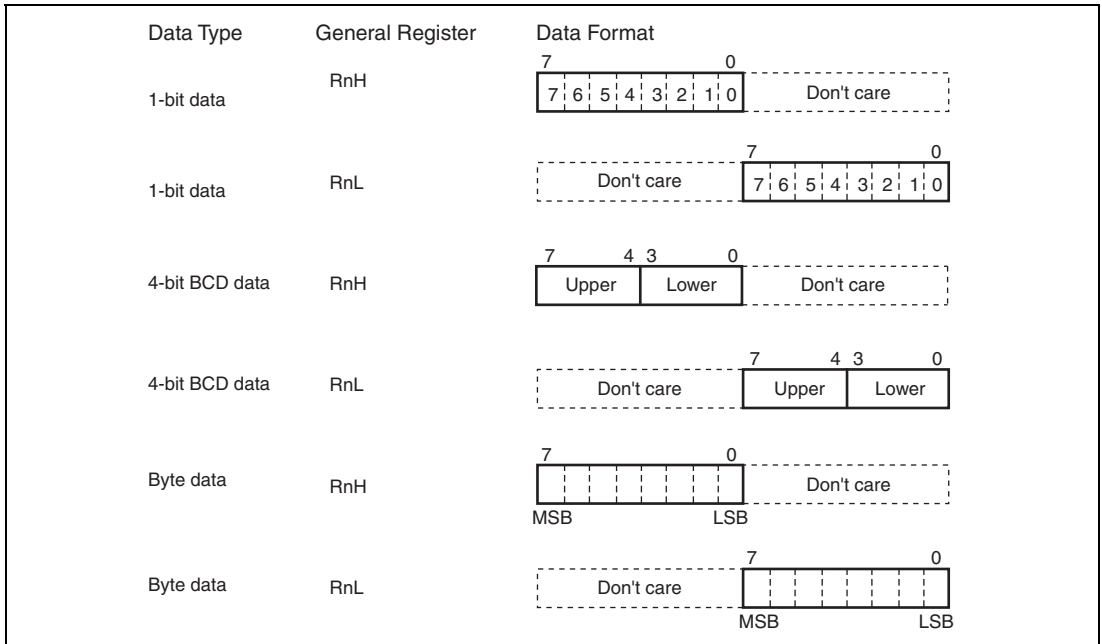 Data Type General Register Data Format
7 0
1-bit data RnH 7 6 5 4 3 2 1 0 Don't care
7 0
1-bit data RnL Don't care 7 6 5 4 3 2 1 0
7 4 3 0
4-bit BCD data RnH Upper Lower Don't care
7 4 3 0
4-bit BCD data RnL Don't care Upper Lower
7 0
Byte data RnH Don't care
MSB LSB
7 0
Byte data RnL Don't care
MSB LSB